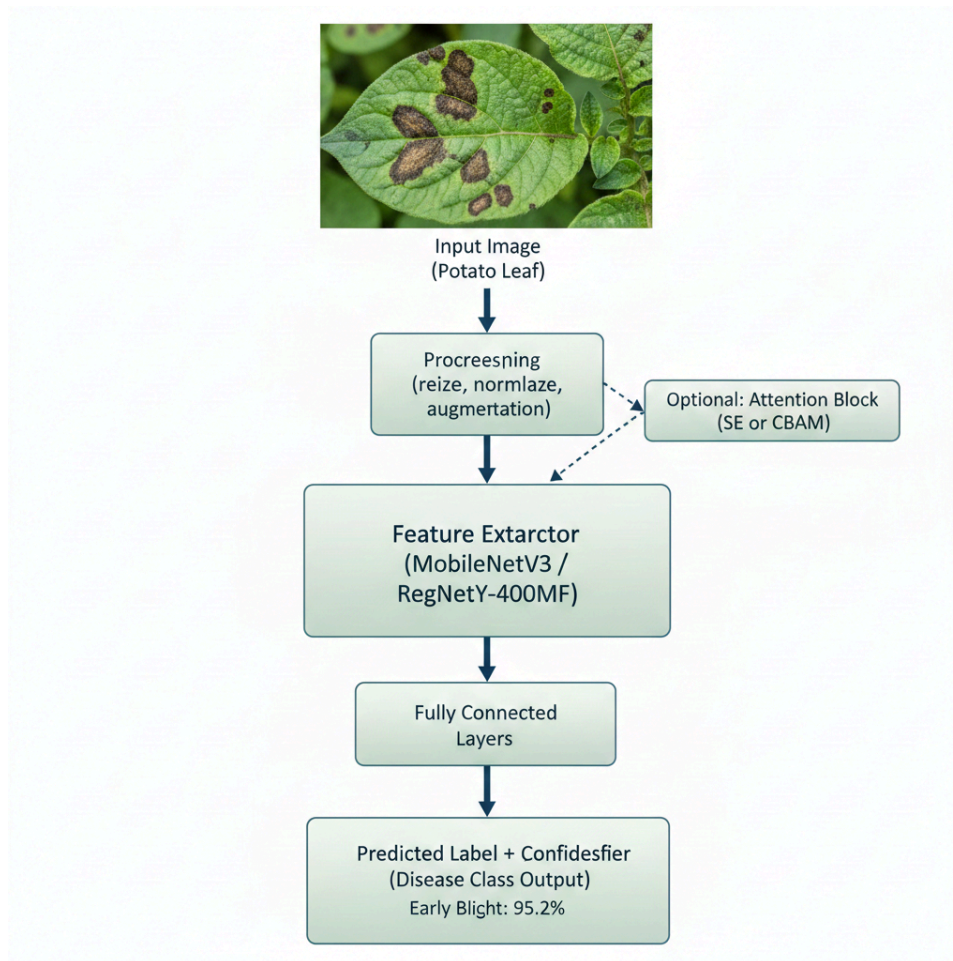 Input Image
(Potato Leaf)
Procreesning
(reize, normlaze,
augmertation)
Optional: Attention Block
(SE or CBAM)
Feature Extarctor
(MobileNetV3 /
RegNetY-400MF)
Fully Connected
Layers
Predicted Label + Confidesfier
(Disease Class Output)
Early Blight: 95.2%